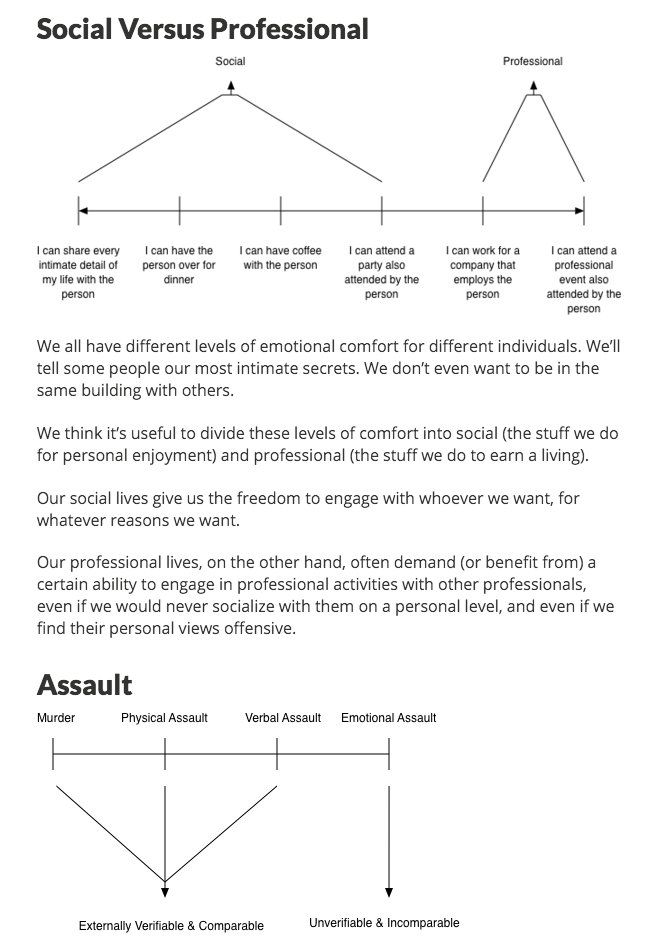 Social Versus Professional
Social
Professional
I can share every
intimate detail of
my life with the
person
I can have the
person over for
dinner
I can have coffee
with the person
I can attend a
party also
attended by the
person
I can work for a
company that
employs the
person
I can attend a
professional
event also
attended by the
person
We all have different levels of emotional comfort for different individuals. We’ll
tell some people our most intimate secrets. We don’t even want to be in the
same building with others.
We think it’s useful to divide these levels of comfort into social (the stuff we do
for personal enjoyment) and professional (the stuff we do to earn a living).
Our social lives give us the freedom to engage with whoever we want, for
whatever reasons we want.
Our professional lives, on the other hand, often demand (or benefit from) a
certain ability to engage in professional activities with other professionals,
even if we would never socialize with them on a personal level, and even if we
find their personal views offensive.
Assault
Murder
Physical Assault
Verbal Assault
Emotional Assault
Externally Verifiable & Comparable
Unverifiable & Incomparable